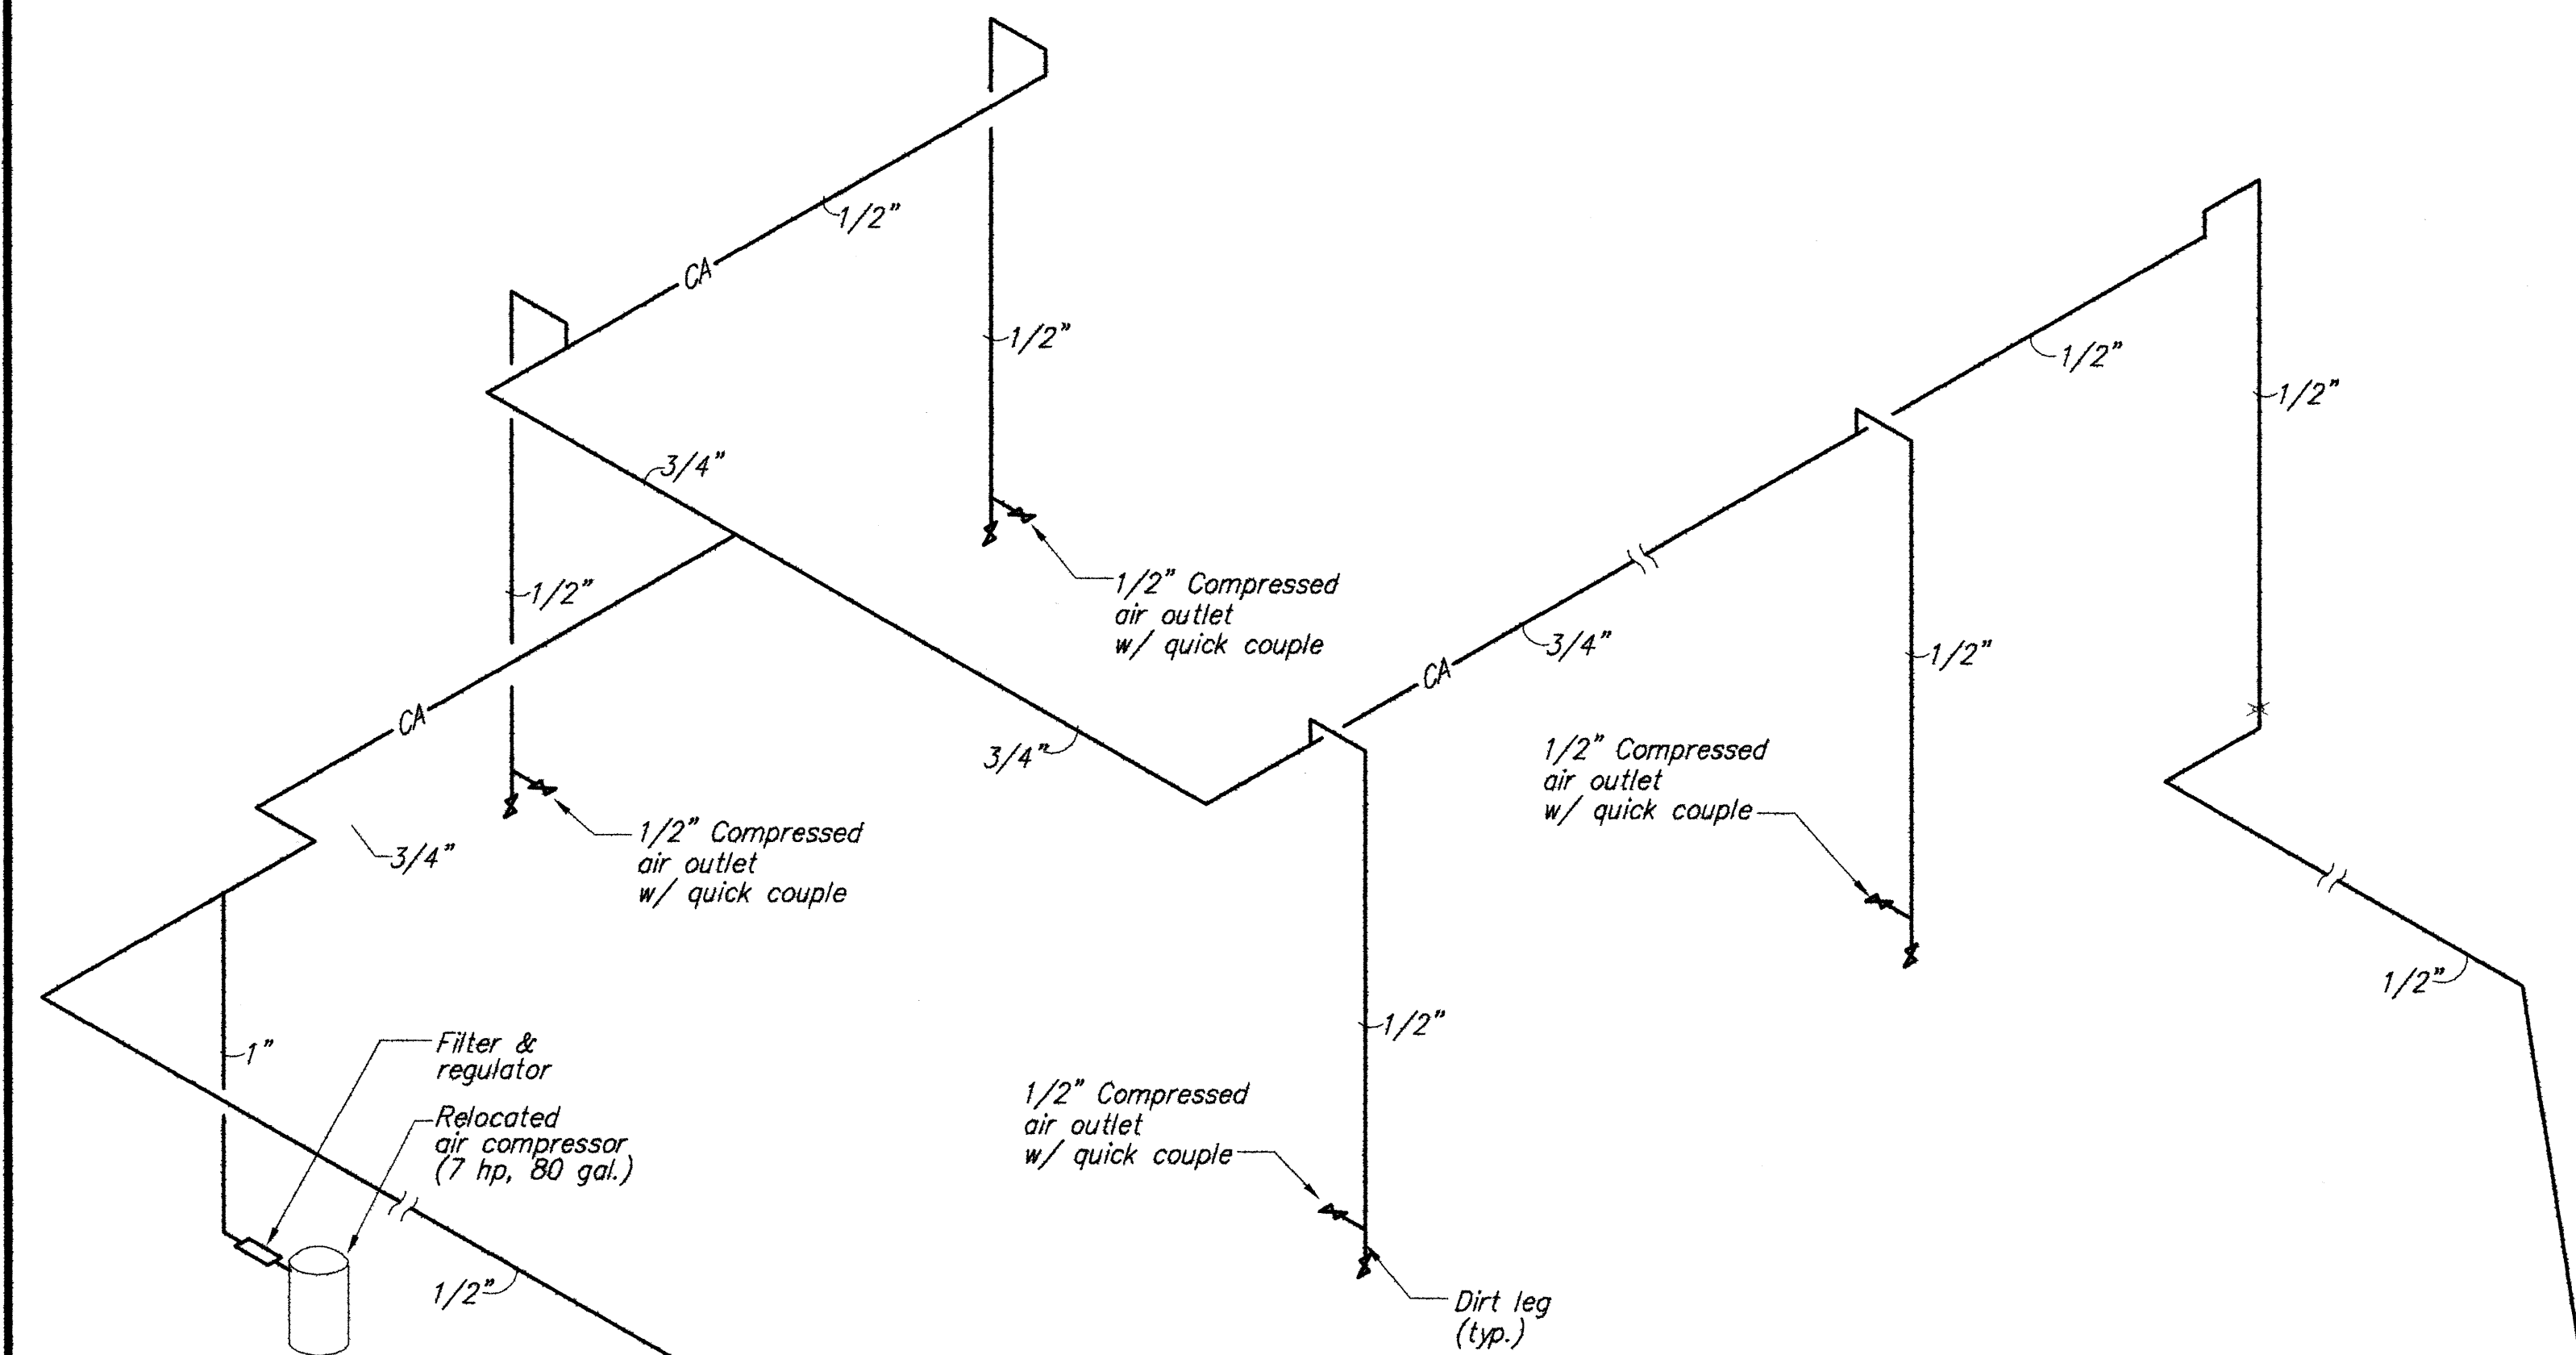 1/2"
CA
1/2"
1/2"
1/2"
1/2"
3/4"
1/2" Compressed
air outlet
w/ quick couple
1/2"
3/4"
1/2"
CA
CA
3/4"
1/2" Compressed
air outlet
w/ quick couple
1/2" Compressed
air outlet
w/ quick couple
3/4"
1/2"
1"
Filter &
regulator
Relocated
air compressor
(7 hp, 80 gal.)
1/2"
1/2"
1/2" Compressed
air outlet
w/ quick couple
Dirt leg
(typ.)